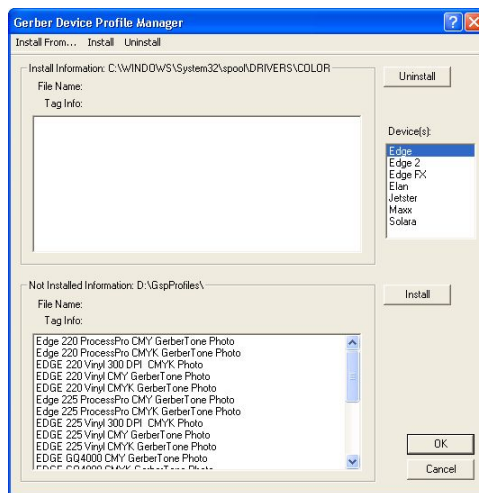 Gerber Device Profile Manager
Install From... Install Uninstall
Install Information: C:\WINDOWS\System32\spool\DRIVERS\COLOR
File Name:
Tag Info:
Uninstall
Device(s):
Edge
Edge 2
Edge FX
Elan
Jetster
Maxx
Solara
Not Installed Information: D:\GspProfiles\
File Name:
Tag Info:
Install
Edge 220 ProcessPro CMY GerberTone Photo
Edge 220 ProcessPro CMYK GerberTone Photo
EDGE 220 Vinyl 300 DPI CMYK Photo
EDGE 220 Vinyl CMY GerberTone Photo
EDGE 220 Vinyl CMYK GerberTone Photo
Edge 225 ProcessPro CMY GerberTone Photo
Edge 225 ProcessPro CMYK GerberTone Photo
EDGE 225 Vinyl 300 DPI CMYK Photo
EDGE 225 Vinyl CMY GerberTone Photo
EDGE 225 Vinyl CMYK GerberTone Photo
EDGE GQ4000 CMY GerberTone Photo
EDGE GQ4000 CMYK GerberTone Photo
OK
Cancel